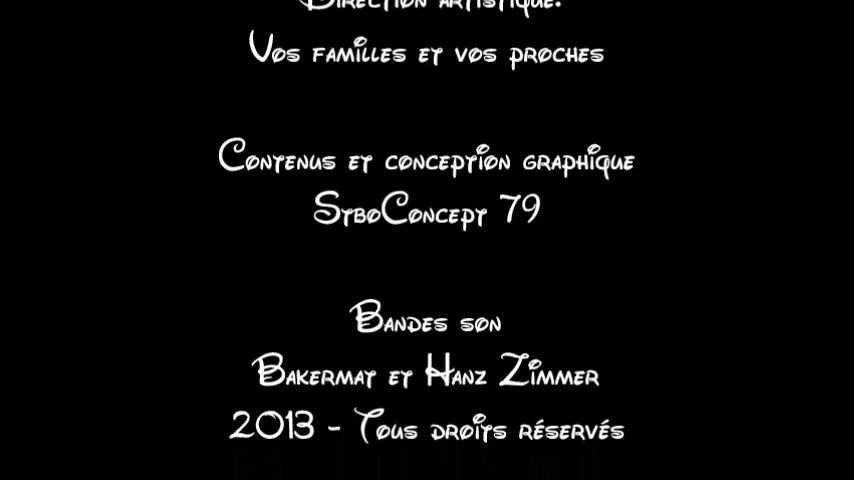 Direction artistique:
Vos familles et vos proches
Contenus et conception graphique
StboConcept 79
Bandes son
Bakermat et Hanz Zimmer
2013 - Tous droits réservés